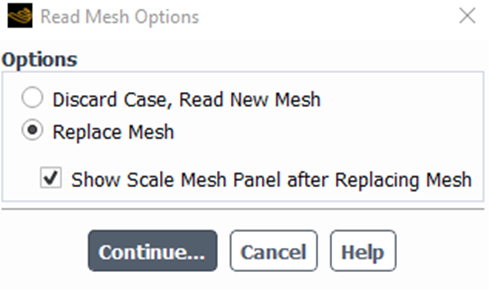 Read Mesh Options
Options
Discard Case, Read New Mesh
Replace Mesh
Show Scale Mesh Panel after Replacing Mesh
Continue... Cancel Help